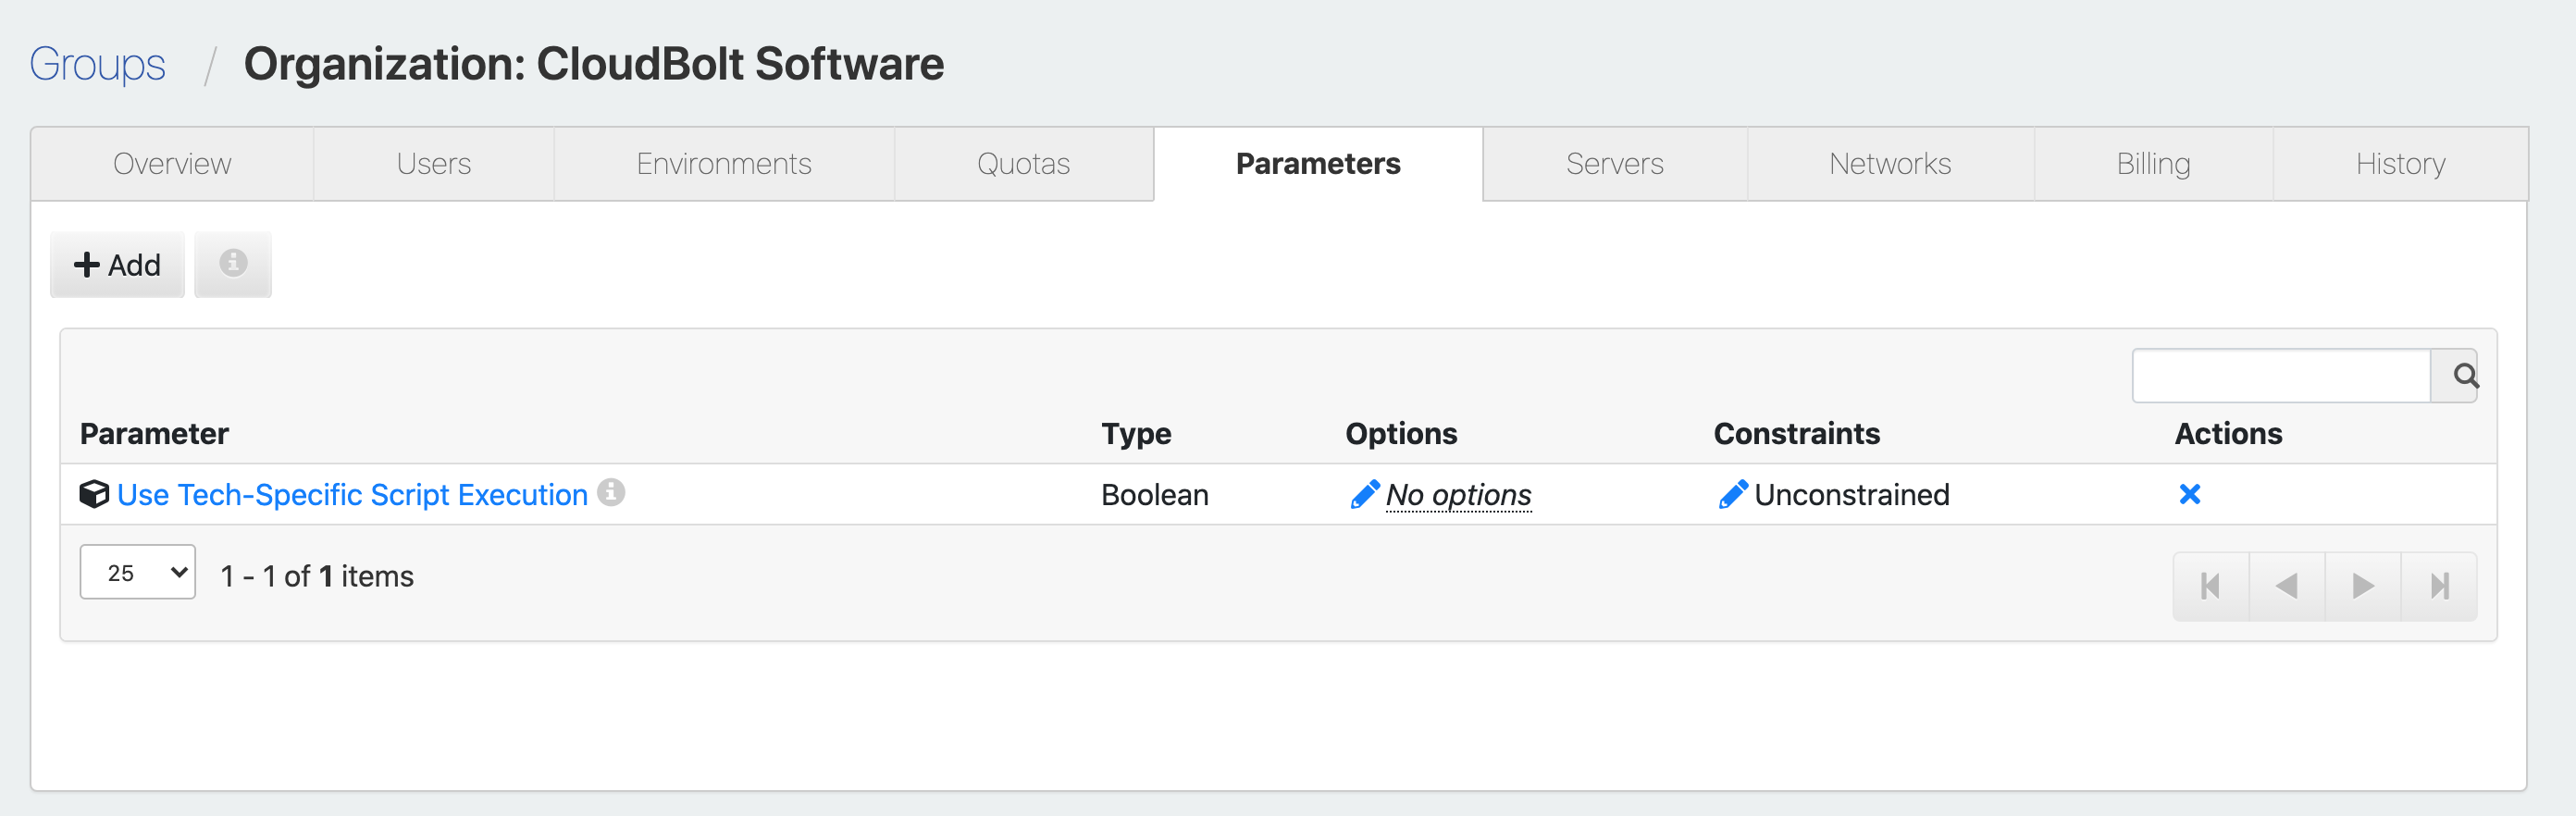 Groups / Organization: CloudBolt Software
Overview Users Environments Quotas Parameters Servers Networks Billing History
+ Add
Parameter Type Options Constraints Actions
Use Tech-Specific Script Execution Boolean No options Unconstrained
25 1 - 1 of 1 items